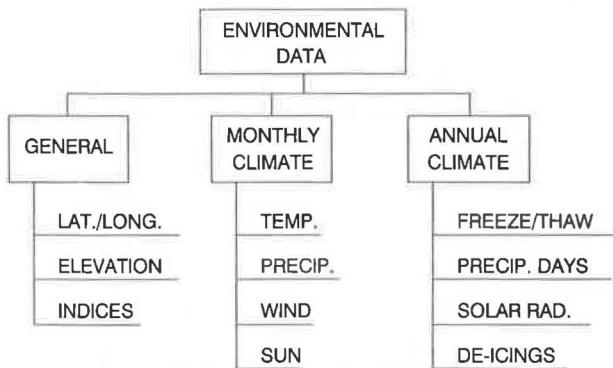 ENVIRONMENTAL
DATA
GENERAL
LAT./LONG.
ELEVATION
INDICES
MONTHLY
CLIMATE
TEMP.
PRECIP.
WIND
SUN
ANNUAL
CLIMATE
FREEZE/THAW
PRECIP. DAYS
SOLAR RAD.
DE-ICINGS